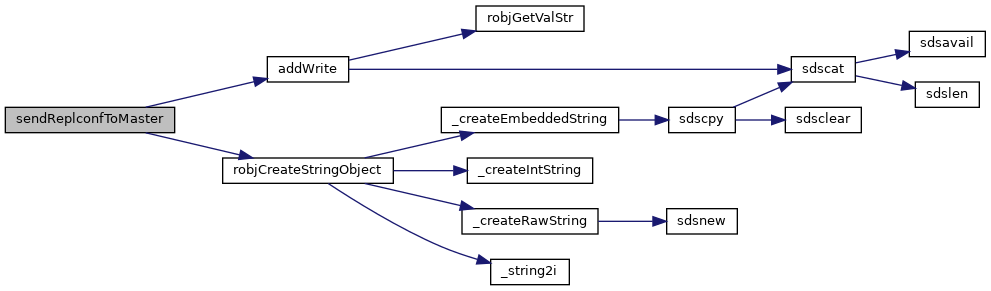 robjGetValStr
sdsavail
addWrite
sdscat
sdslen
sendReplconfToMaster
_createEmbeddedString
sdscpy
sdsclear
robjCreateStringObject
_createIntString
_createRawString
sdsnew
_string2i